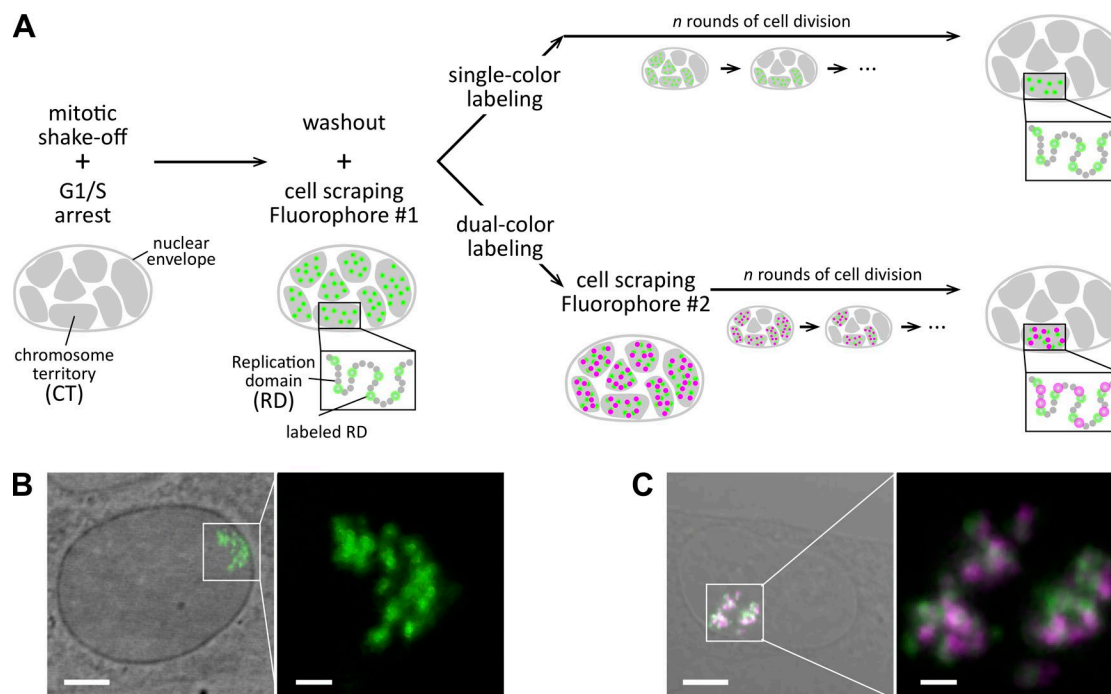 A
mitotic
shake-off
+
G1/S
arrest
nuclear
envelope
chromosome
territory
(CT)
washout
+
cell scraping
Fluorophore #1
Replication
domain
(RD)
labeled RD
single-color
labeling
n rounds of cell division
...
dual-color
labeling
cell scraping
Fluorophore #2
n rounds of cell division
...
B
C